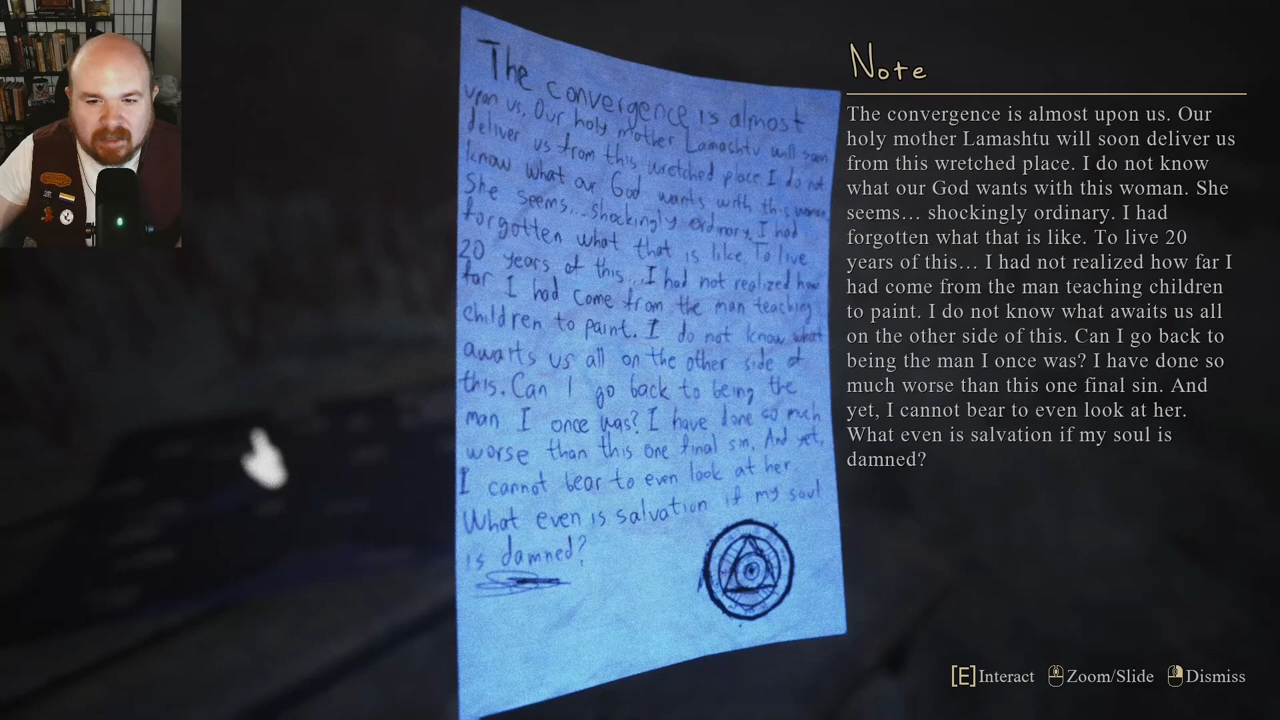 The convergence is almost
upon us. Our holy mother Lamashtu will soon
deliver us from this wretched place. I do not
know what our God wants with this woman.
She seems... shockingly ordinary. I had
forgotten what that is like. To live
20 years of this... I had not realized how
far I had come from the man teaching
children to paint. I do not know what
awaits us all on the other side of
this. Can I go back to being the
man I once was? I have done so much
worse than this one final sin. And yet,
I cannot bear to even look at her.
What even is salvation if my soul
is damned?
Note
The convergence is almost upon us. Our
holy mother Lamashtu will soon deliver us
from this wretched place. I do not know
what our God wants with this woman. She
seems… shockingly ordinary. I had
forgotten what that is like. To live 20
years of this… I had not realized how far I
had come from the man teaching children
to paint. I do not know what awaits us all
on the other side of this. Can I go back to
being the man I once was? I have done so
much worse than this one final sin. And
yet, I cannot bear to even look at her.
What even is salvation if my soul is
damned?
[E]Interact Zoom/Slide Dismiss